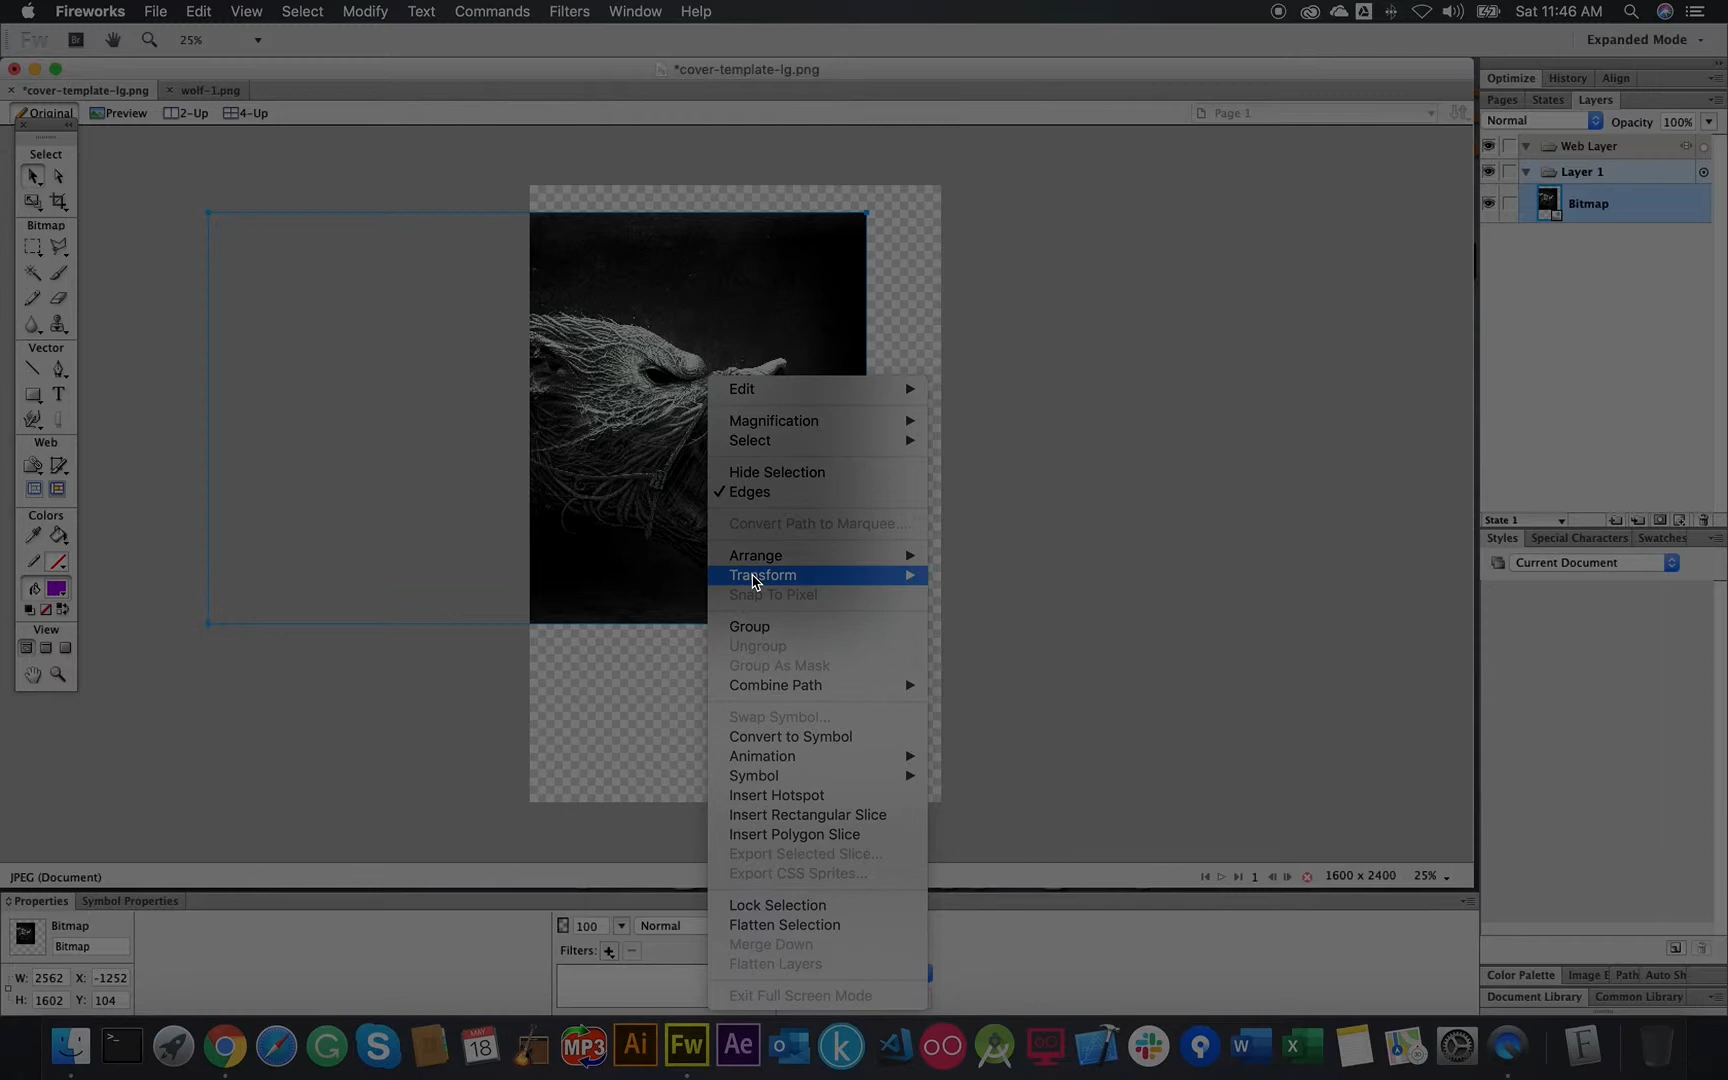 Fireworks File Edit View Select Modify Text Commands Filters Window Help Sat 11:46 AM
Fw Br 25% Expanded Mode
*cover-template-lg.png
*cover-template-lg.png wolf-1.png
Original Preview 2-Up 4-Up Page 1
Select
Bitmap
Vector
T
Web
Colors
View
Edit
Magnification
Select
Hide Selection
✓ Edges
Convert Path to Marquee...
Arrange
Transform
Snap To Pixel
Group
Ungroup
Group As Mask
Combine Path
Swap Symbol...
Convert to Symbol
Animation
Symbol
Insert Hotspot
Insert Rectangular Slice
Insert Polygon Slice
Export Selected Slice...
Export CSS Sprites...
Lock Selection
Flatten Selection
Merge Down
Flatten Layers
Exit Full Screen Mode
Optimize History Align
Pages States Layers
Normal Opacity 100%
Web Layer
Layer 1
Bitmap
State 1
Styles Special Characters Swatches
Current Document
Color Palette Image E Path Auto Sh
Document Library Common Library
JPEG (Document) 1 1600 x 2400 25%
Properties Symbol Properties
Bitmap
Bitmap
100 Normal
Filters:
W: 2562 X: -1252
H: 1602 Y: 104
MAY
18
MP3 Ai Fw Ae k W X F